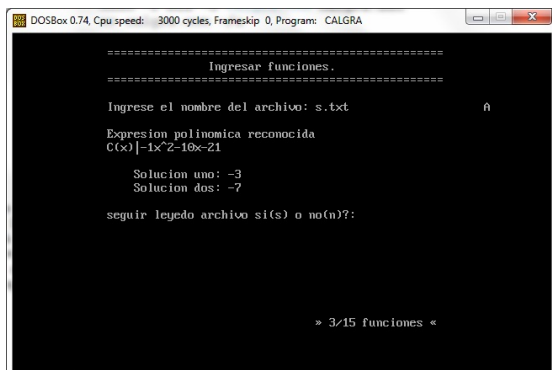 DOSBox 0.74, Cpu speed: 3000 cycles, Frameskip 0, Program: CALGRA
==================================================
Ingresar funciones.
==================================================
Ingrese el nombre del archivo: s.txt A
Expresion polinomica reconocida
C(x)|-1x^2-10x-21
Solucion uno: -3
Solucion dos: -7
seguir leyedo archivo si(s) o no(n)?:
» 3/15 funciones «